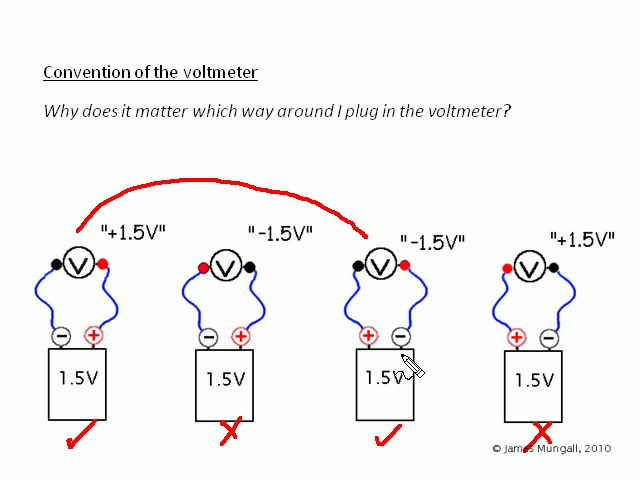 Convention of the voltmeter
Why does it matter which way around I plug in the voltmeter?
"+1.5V"
"-1.5V"
"-1.5V"
"+1.5V"
V
V
V
V
− +
− +
+ −
+ −
1.5V
1.5V
1.5V
1.5V
© James Mungall, 2010